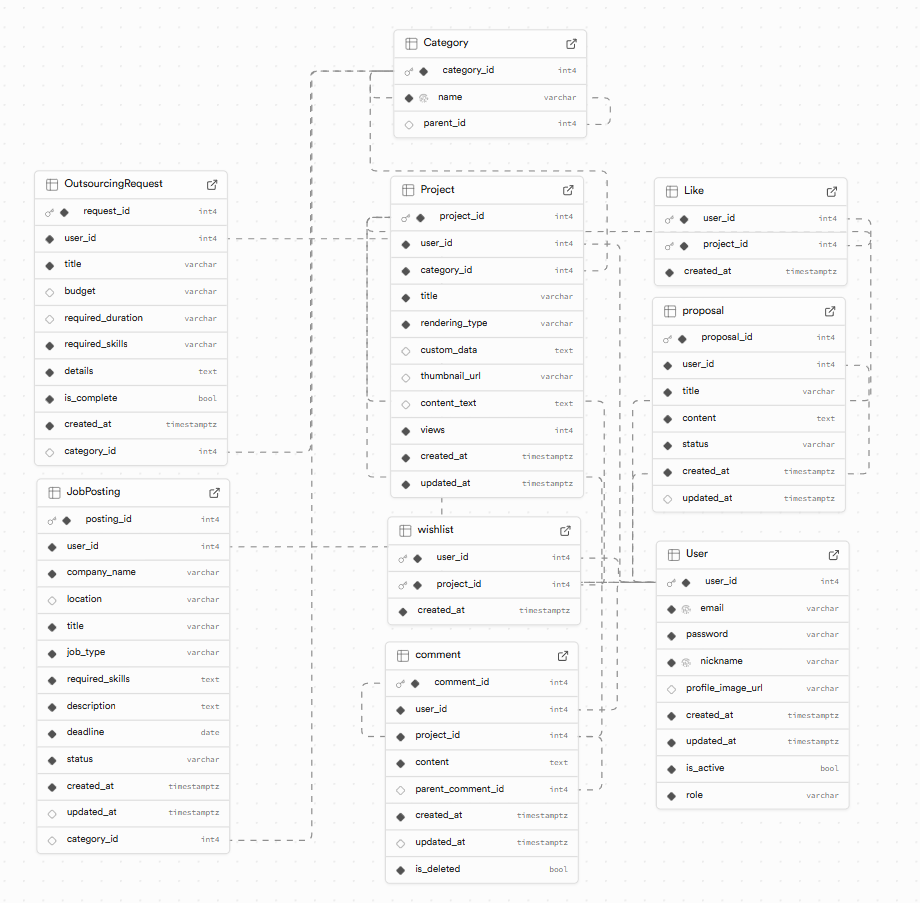 Category
category_id int4
name varchar
parent_id int4
OutsourcingRequest
request_id int4
user_id int4
title varchar
budget varchar
required_duration varchar
required_skills varchar
details text
is_complete bool
created_at timestamptz
category_id int4
Project
project_id int4
user_id int4
category_id int4
title varchar
rendering_type varchar
custom_data text
thumbnail_url varchar
content_text text
views int4
created_at timestamptz
updated_at timestamptz
Like
user_id int4
project_id int4
created_at timestamptz
proposal
proposal_id int4
user_id int4
title varchar
content text
status varchar
created_at timestamptz
updated_at timestamptz
JobPosting
posting_id int4
user_id int4
company_name varchar
location varchar
title varchar
job_type varchar
required_skills text
description text
deadline date
status varchar
created_at timestamptz
updated_at timestamptz
category_id int4
wishlist
user_id int4
project_id int4
created_at timestamptz
User
user_id int4
email varchar
password varchar
nickname varchar
profile_image_url varchar
created_at timestamptz
updated_at timestamptz
is_active bool
role varchar
comment
comment_id int4
user_id int4
project_id int4
content text
parent_comment_id int4
created_at timestamptz
updated_at timestamptz
is_deleted bool